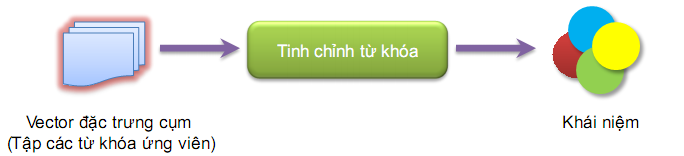 Tinh chỉnh từ khóa
Vector đặc trưng cụm
(Tập các từ khóa ứng viên)
Khái niệm